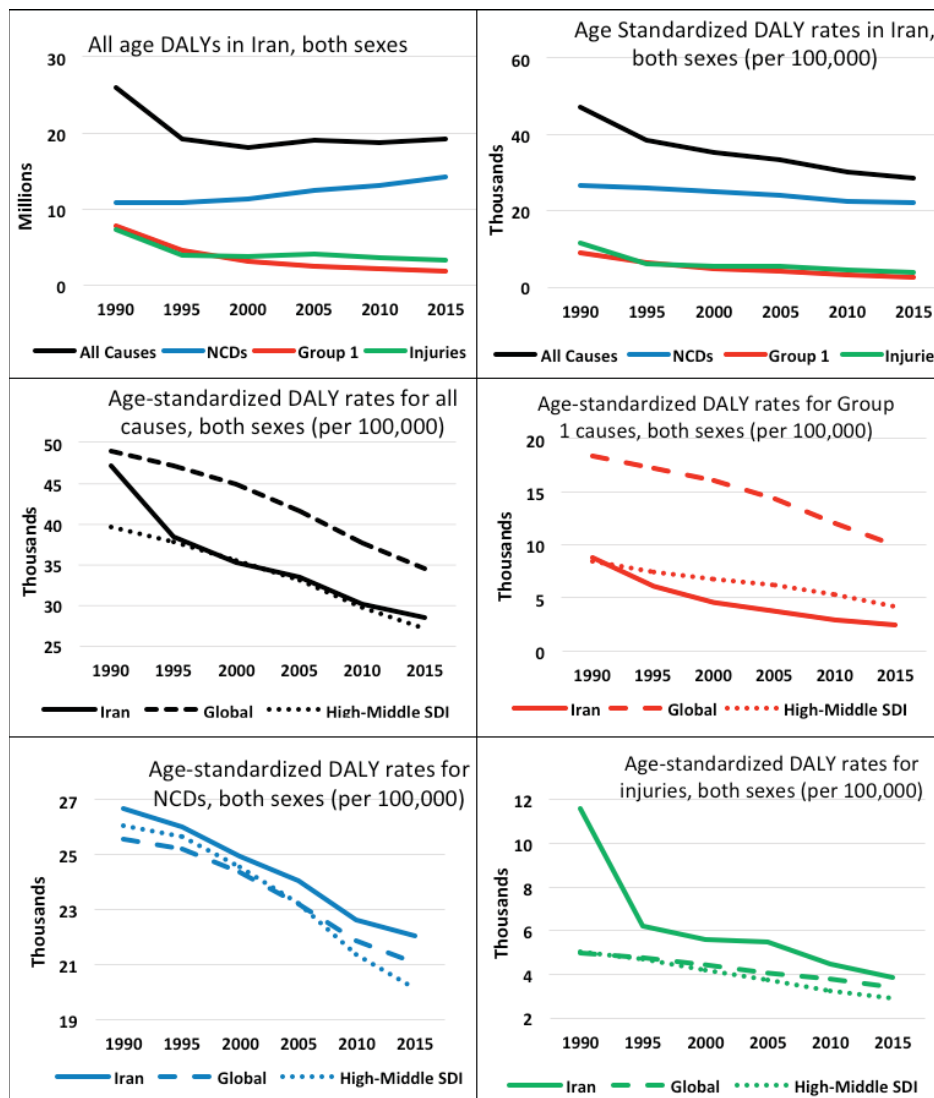 All age DALYs in Iran, both sexes
30
20
10
0
Millions
1990 1995 2000 2005 2010 2015
All Causes NCDs Group 1 Injuries
Age Standardized DALY rates in Iran,
both sexes (per 100,000)
60
40
20
0
Thousands
1990 1995 2000 2005 2010 2015
All Causes NCDs Group 1 Injuries
Age-standardized DALY rates for all
causes, both sexes (per 100,000)
50
45
40
35
30
25
Thousands
1990 1995 2000 2005 2010 2015
Iran Global High-Middle SDI
Age-standardized DALY rates for Group
1 causes, both sexes (per 100,000)
20
15
10
5
0
Thousands
1990 1995 2000 2005 2010 2015
Iran Global High-Middle SDI
Age-standardized DALY rates for
NCDs, both sexes (per 100,000)
27
25
23
21
19
Thousands
1990 1995 2000 2005 2010 2015
Iran Global High-Middle SDI
Age-standardized DALY rates for
injuries, both sexes (per 100,000)
12
10
8
6
4
2
Thousands
1990 1995 2000 2005 2010 2015
Iran Global High-Middle SDI